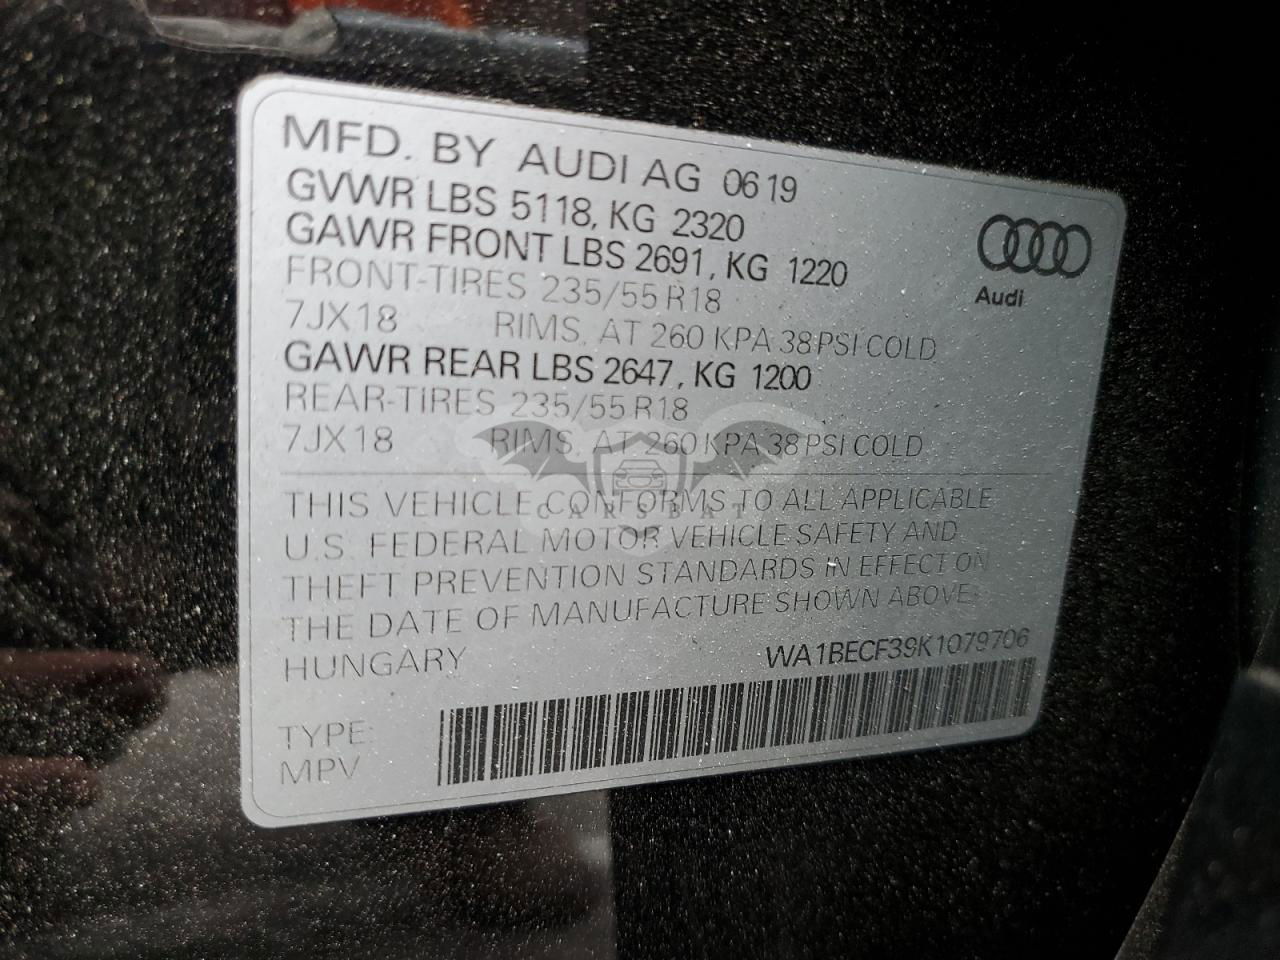 MFD. BY AUDI AG 0619
GVWR LBS 5118, KG 2320
GAWR FRONT LBS 2691, KG 1220
FRONT-TIRES 235/55 R18
7JX18 RIMS, AT 260 KPA 38 PSI COLD
GAWR REAR LBS 2647, KG 1200
REAR-TIRES 235/55 R18
7JX18 RIMS, AT 260 KPA 38 PSI COLD
THIS VEHICLE CONFORMS TO ALL APPLICABLE
U.S. FEDERAL MOTOR VEHICLE SAFETY AND
THEFT PREVENTION STANDARDS IN EFFECT ON
THE DATE OF MANUFACTURE SHOWN ABOVE.
HUNGARY WA1BECF39K1079706
TYPE:
MPV
Audi
CARSBAT